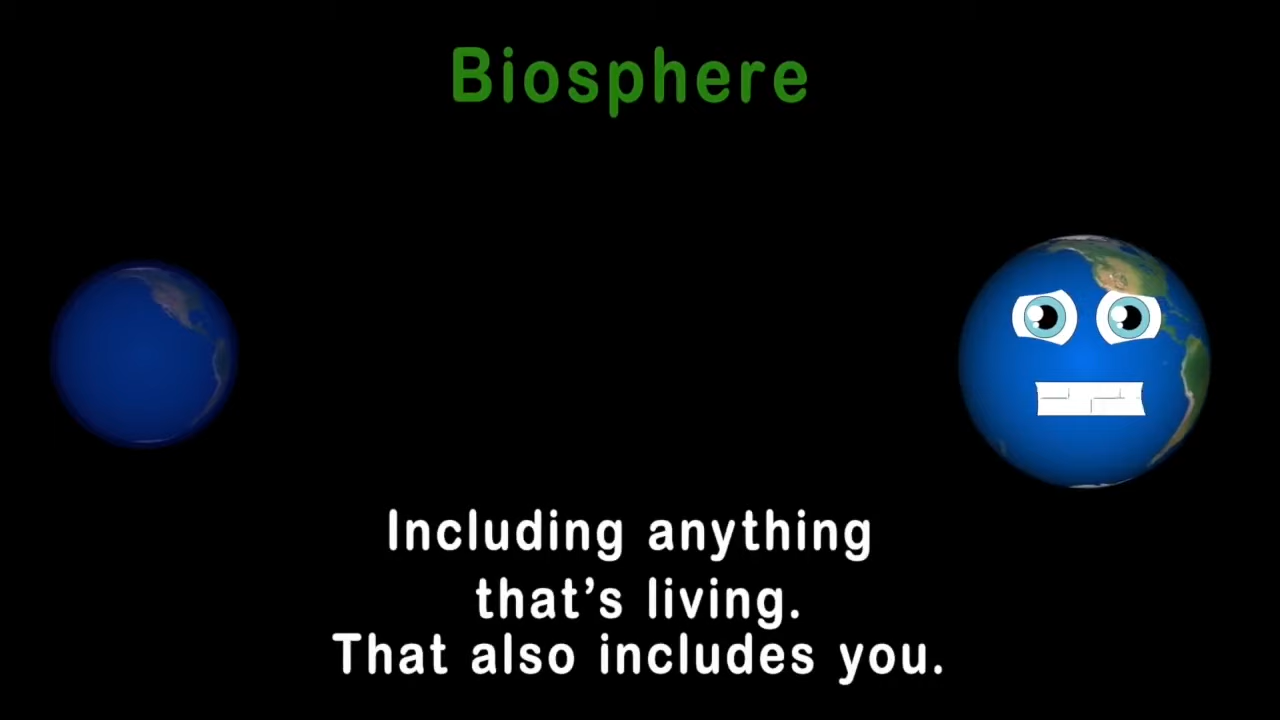 Biosphere
Including anything
that’s living.
That also includes you.